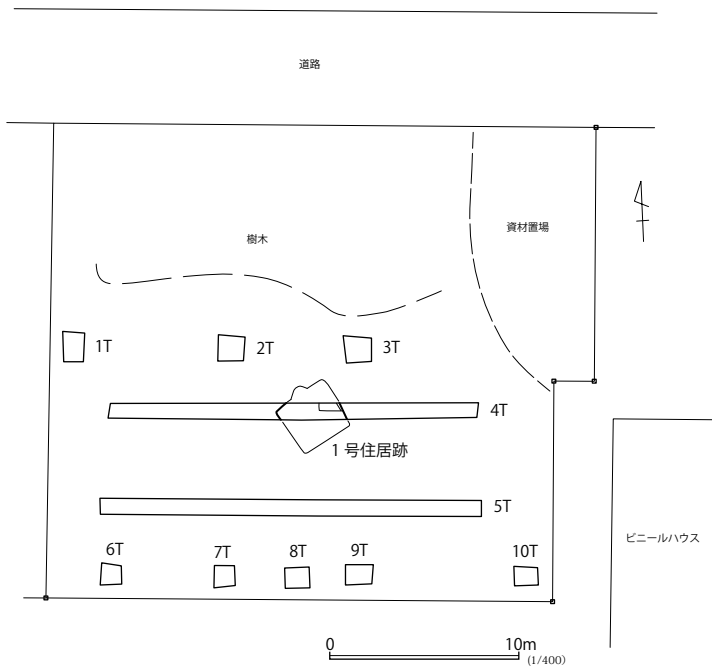 道路
樹木
資材置場
1T
2T
3T
4T
1 号住居跡
5T
ビニールハウス
6T
7T
8T
9T
10T
0
10m
(1/400)